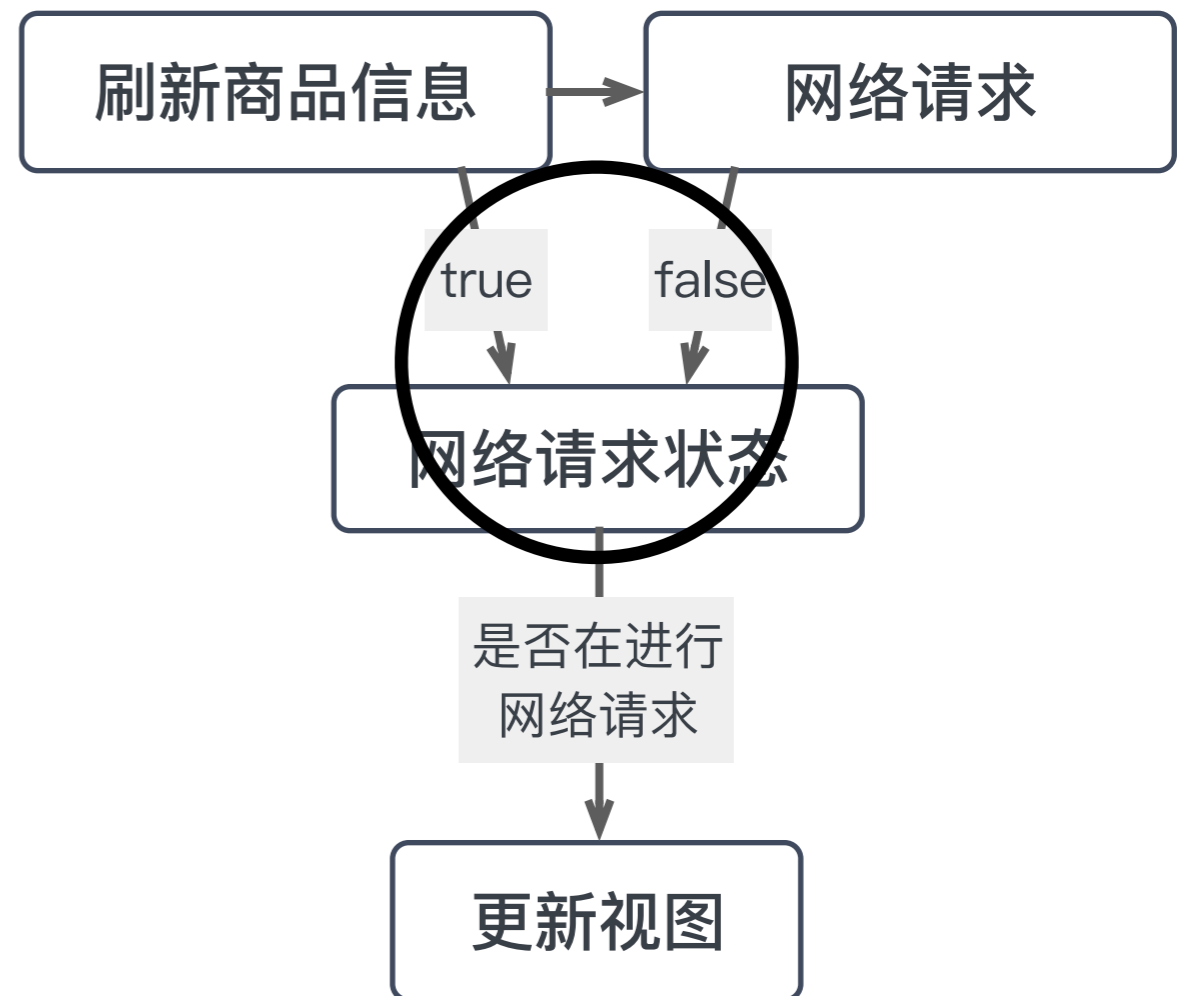 刷新商品信息
网络请求
true
false
网络请求状态
是否在进行
网络请求
更新视图